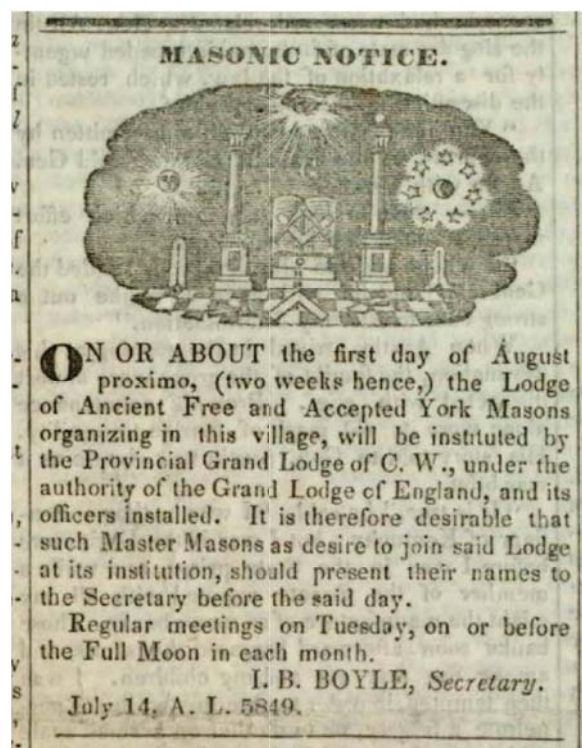 MASONIC NOTICE.
ON OR ABOUT the first day of August
proximo, (two weeks hence,) the Lodge
of Ancient Free and Accepted York Masons
organizing in this village, will be instituted by
the Provincial Grand Lodge of C. W., under the
authority of the Grand Lodge of England, and its
officers installed. It is therefore desirable that
such Master Masons as desire to join said Lodge
at its institution, should present their names to
the Secretary before the said day.
Regular meetings on Tuesday, on or before
the Full Moon in each month.
I. B. BOYLE, Secretary.
July 14, A. L. 5849.